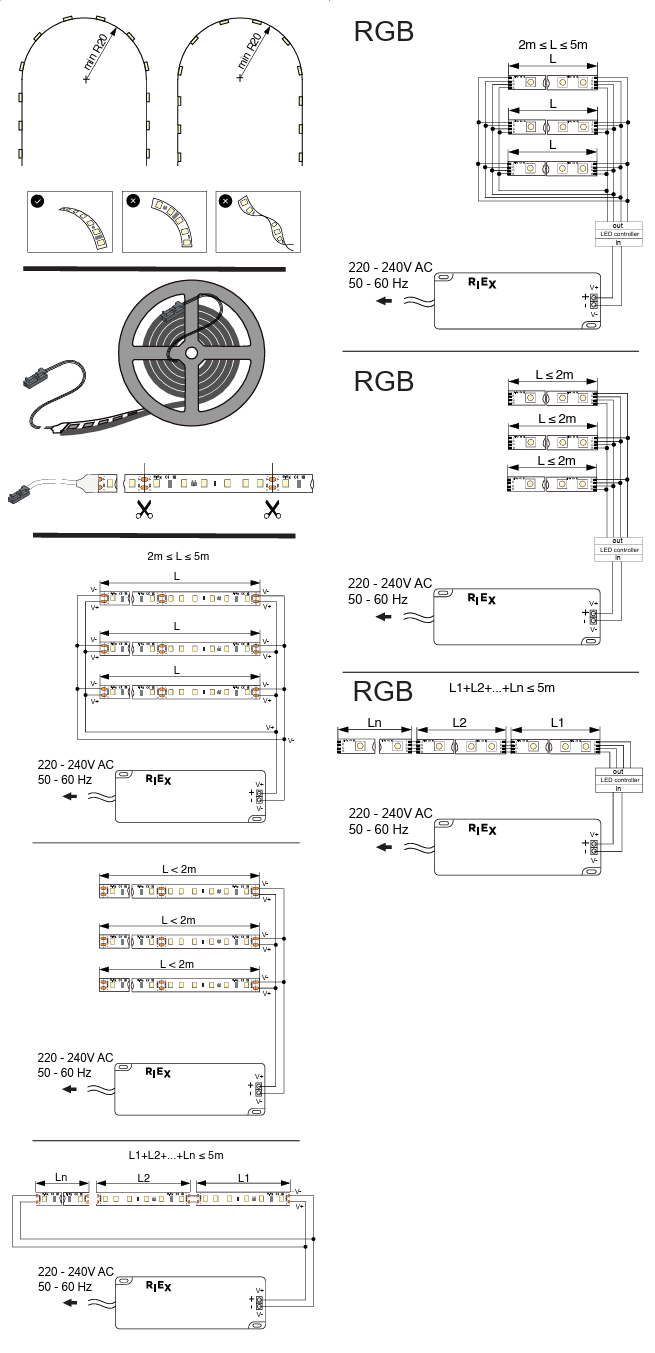 min R20
min R20
2m ≤ L ≤ 5m
L
V-
V+
L
V-
V+
L
V-
V+
V+
V-
220 - 240V AC
50 - 60 Hz
RIEX
V+
+
-
V-
L < 2m
V-
V+
L < 2m
L < 2m
V-
V+
220 - 240V AC
50 - 60 Hz
RIEX
V+
+
-
V-
L1+L2+...+Ln ≤ 5m
Ln
L2
L1
V-
V+
220 - 240V AC
50 - 60 Hz
RIEX
V+
+
-
V-
RGB
2m ≤ L ≤ 5m
L
L
L
out
LED controller
in
220 - 240V AC
50 - 60 Hz
RIEX
V+
+
-
V-
RGB
L ≤ 2m
L ≤ 2m
L ≤ 2m
out
LED controller
in
220 - 240V AC
50 - 60 Hz
RIEX
V+
+
-
V-
RGB
L1+L2+...+Ln ≤ 5m
Ln
L2
L1
out
LED controller
in
220 - 240V AC
50 - 60 Hz
RIEX
V+
+
-
V-